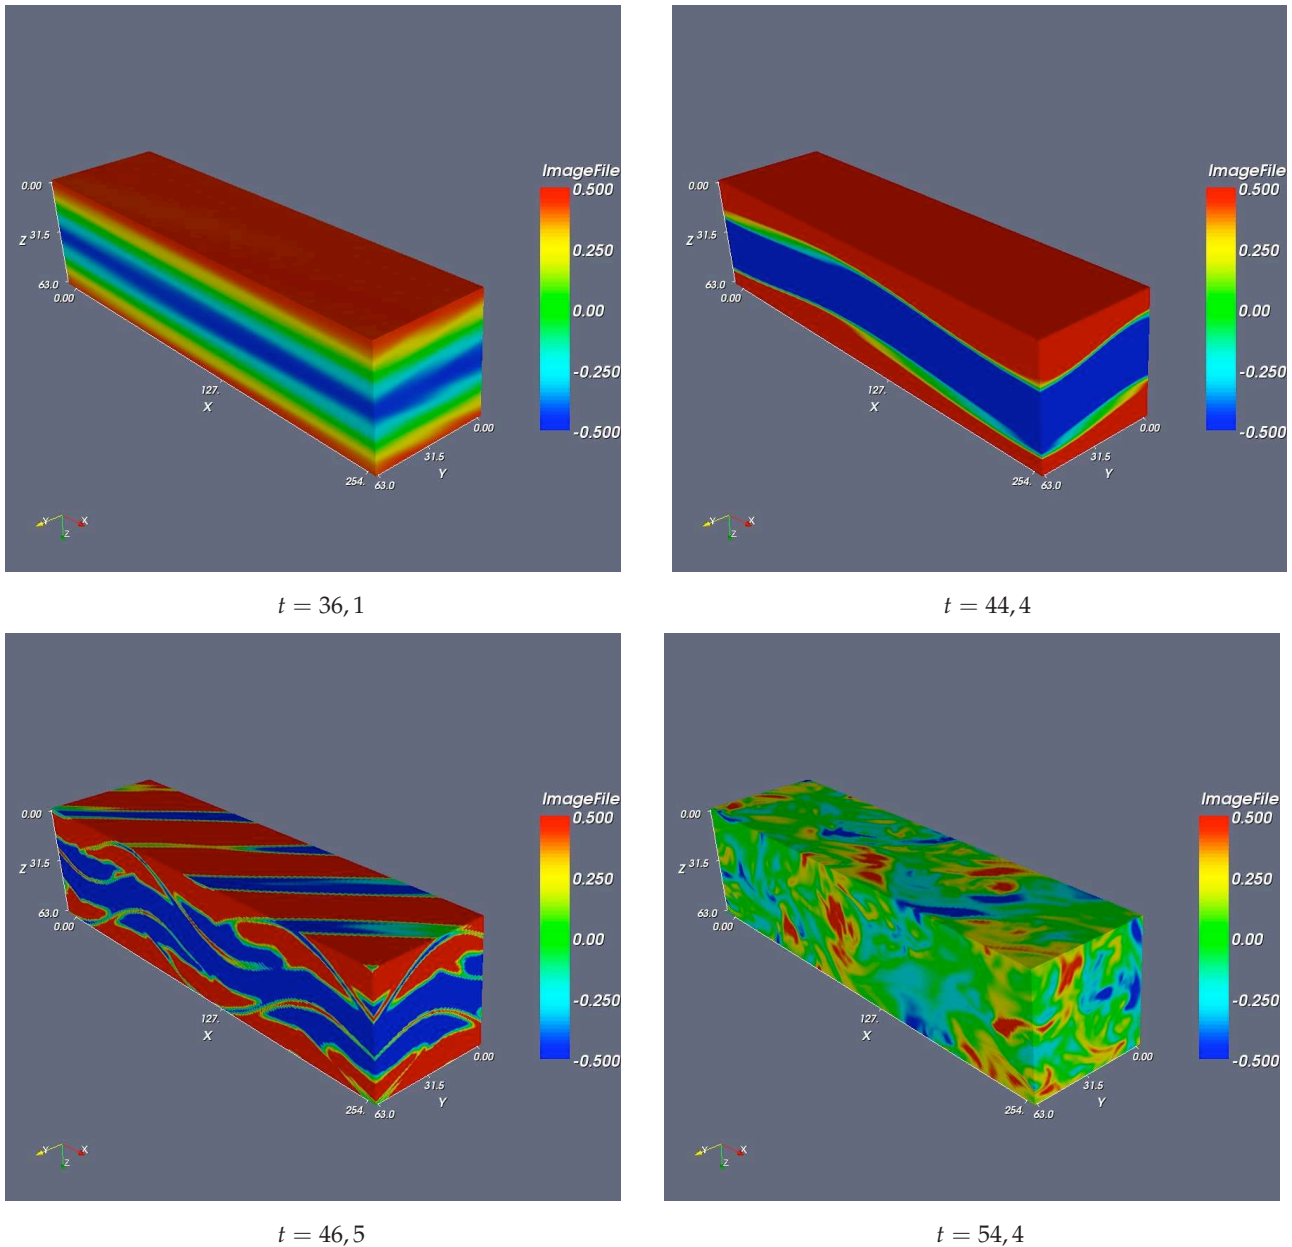 ImageFile
0.500
0.250
0.00
-0.250
-0.500
0.00
Z 31.5
63.0
0.00
127.
X
254.
63.0
31.5
Y
0.00
Y X
Z
t = 36,1
ImageFile
0.500
0.250
0.00
-0.250
-0.500
0.00
Z 31.5
63.0
0.00
127.
X
254.
63.0
31.5
Y
0.00
Y X
Z
t = 44,4
ImageFile
0.500
0.250
0.00
-0.250
-0.500
0.00
Z 31.5
63.0
0.00
127.
X
254.
63.0
31.5
Y
0.00
Y X
Z
t = 46,5
ImageFile
0.500
0.250
0.00
-0.250
-0.500
0.00
Z 31.5
63.0
0.00
127.
X
254.
63.0
31.5
Y
0.00
Y X
Z
t = 54,4